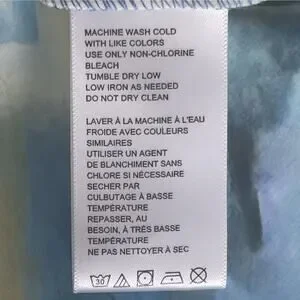 MACHINE WASH COLD
WITH LIKE COLORS
USE ONLY NON-CHLORINE
BLEACH
TUMBLE DRY LOW
LOW IRON AS NEEDED
DO NOT DRY CLEAN
LAVER À LA MACHINE À L'EAU
FROIDE AVEC COULEURS
SIMILAIRES
UTILISER UN AGENT
DE BLANCHIMENT SANS
CHLORE SI NÉCESSAIRE
SECHER PAR
CULBUTAGE À BASSE
TEMPÉRATURE
REPASSER, AU
BESOIN, À TRÈS BASSE
TEMPÉRATURE
NE PAS NETTOYER À SEC
30